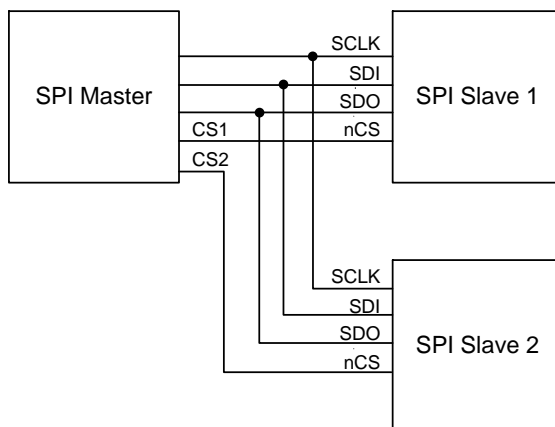 SCLK
SDI
SPI Master
SDO
SPI Slave 1
CS1
nCS
CS2
SCLK
SDI
SDO
SPI Slave 2
nCS